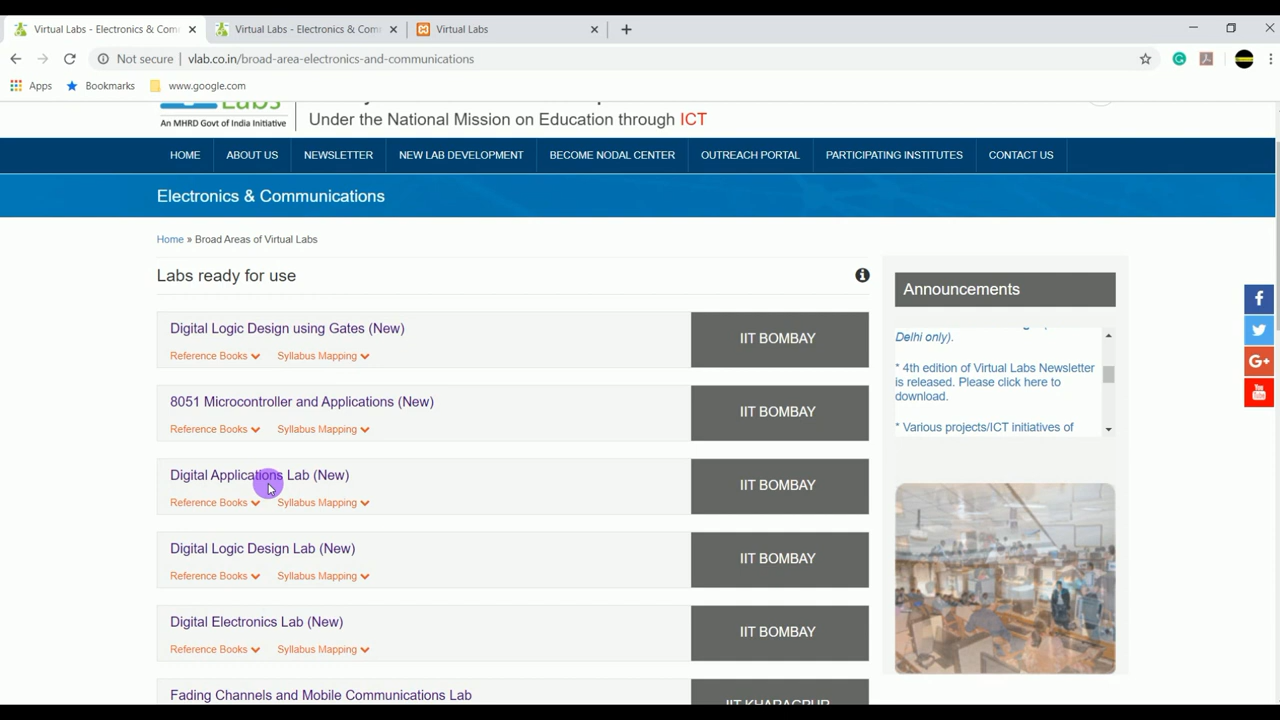 Virtual Labs - Electronics & Com
Virtual Labs - Electronics & Com
Virtual Labs
Not secure | vlab.co.in/broad-area-electronics-and-communications
Apps
Bookmarks
www.google.com
An MHRD Govt of India Initiative
Under the National Mission on Education through ICT
HOME
ABOUT US
NEWSLETTER
NEW LAB DEVELOPMENT
BECOME NODAL CENTER
OUTREACH PORTAL
PARTICIPATING INSTITUTES
CONTACT US
Electronics & Communications
Home » Broad Areas of Virtual Labs
Labs ready for use
Digital Logic Design using Gates (New)
Reference Books
Syllabus Mapping
IIT BOMBAY
8051 Microcontroller and Applications (New)
Reference Books
Syllabus Mapping
IIT BOMBAY
Digital Applications Lab (New)
Reference Books
Syllabus Mapping
IIT BOMBAY
Digital Logic Design Lab (New)
Reference Books
Syllabus Mapping
IIT BOMBAY
Digital Electronics Lab (New)
Reference Books
Syllabus Mapping
IIT BOMBAY
Fading Channels and Mobile Communications Lab
IIT KHARAGPUR
Announcements
Delhi only).
* 4th edition of Virtual Labs Newsletter
is released. Please click here to
download.
* Various projects/ICT initiatives of